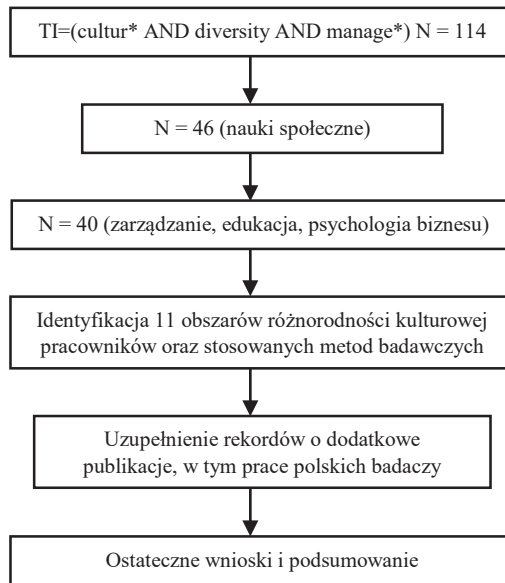 TI=(cultur* AND diversity AND manage*) N = 114
N = 46 (nauki społeczne)
N = 40 (zarządzanie, edukacja, psychologia biznesu)
Identyfikacja 11 obszarów różnorodności kulturowej
pracowników oraz stosowanych metod badawczych
Uzupełnienie rekordów o dodatkowe
publikacje, w tym prace polskich badaczy
Ostateczne wnioski i podsumowanie